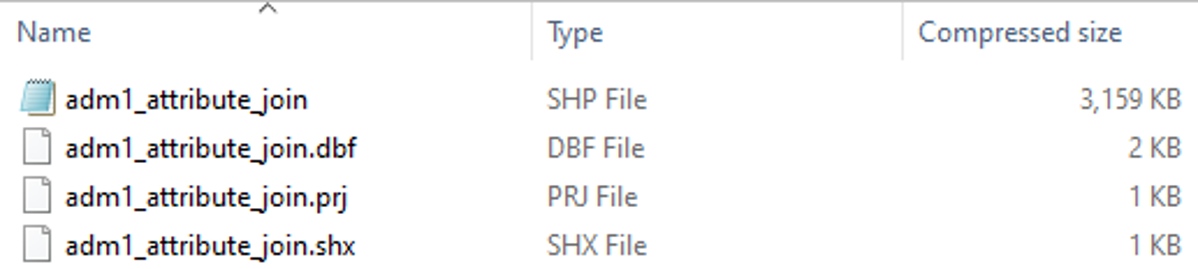 Name Type Compressed size
adm1_attribute_join SHP File 3,159 KB
adm1_attribute_join.dbf DBF File 2 KB
adm1_attribute_join.prj PRJ File 1 KB
adm1_attribute_join.shx SHX File 1 KB